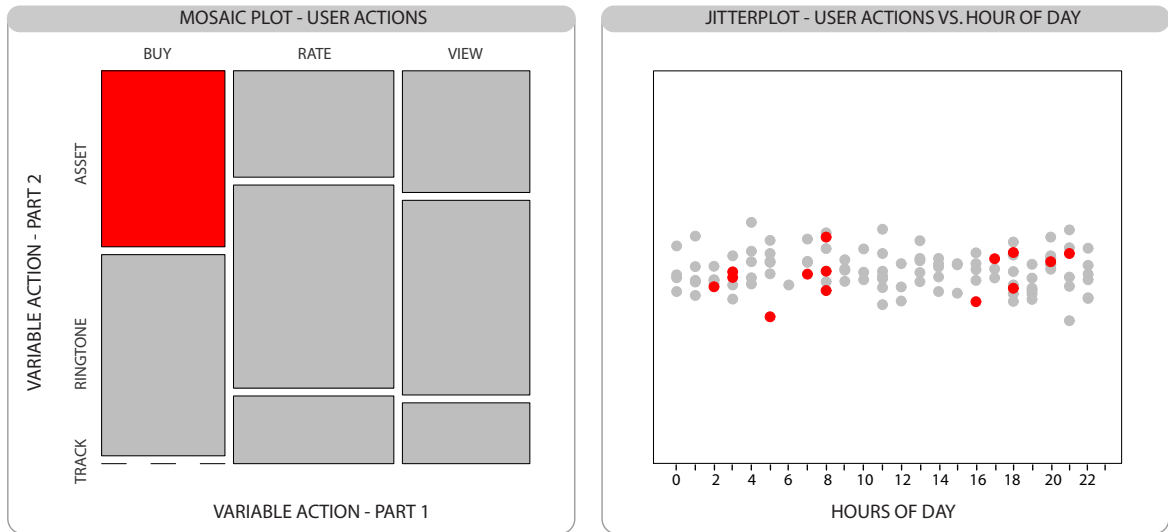 MOSAIC PLOT - USER ACTIONS
BUY
RATE
VIEW
VARIABLE ACTION - PART 2
ASSET
RINGTONE
TRACK
VARIABLE ACTION - PART 1
JITTERPLOT - USER ACTIONS VS. HOUR OF DAY
0 2 4 6 8 10 12 14 16 18 20 22
HOURS OF DAY